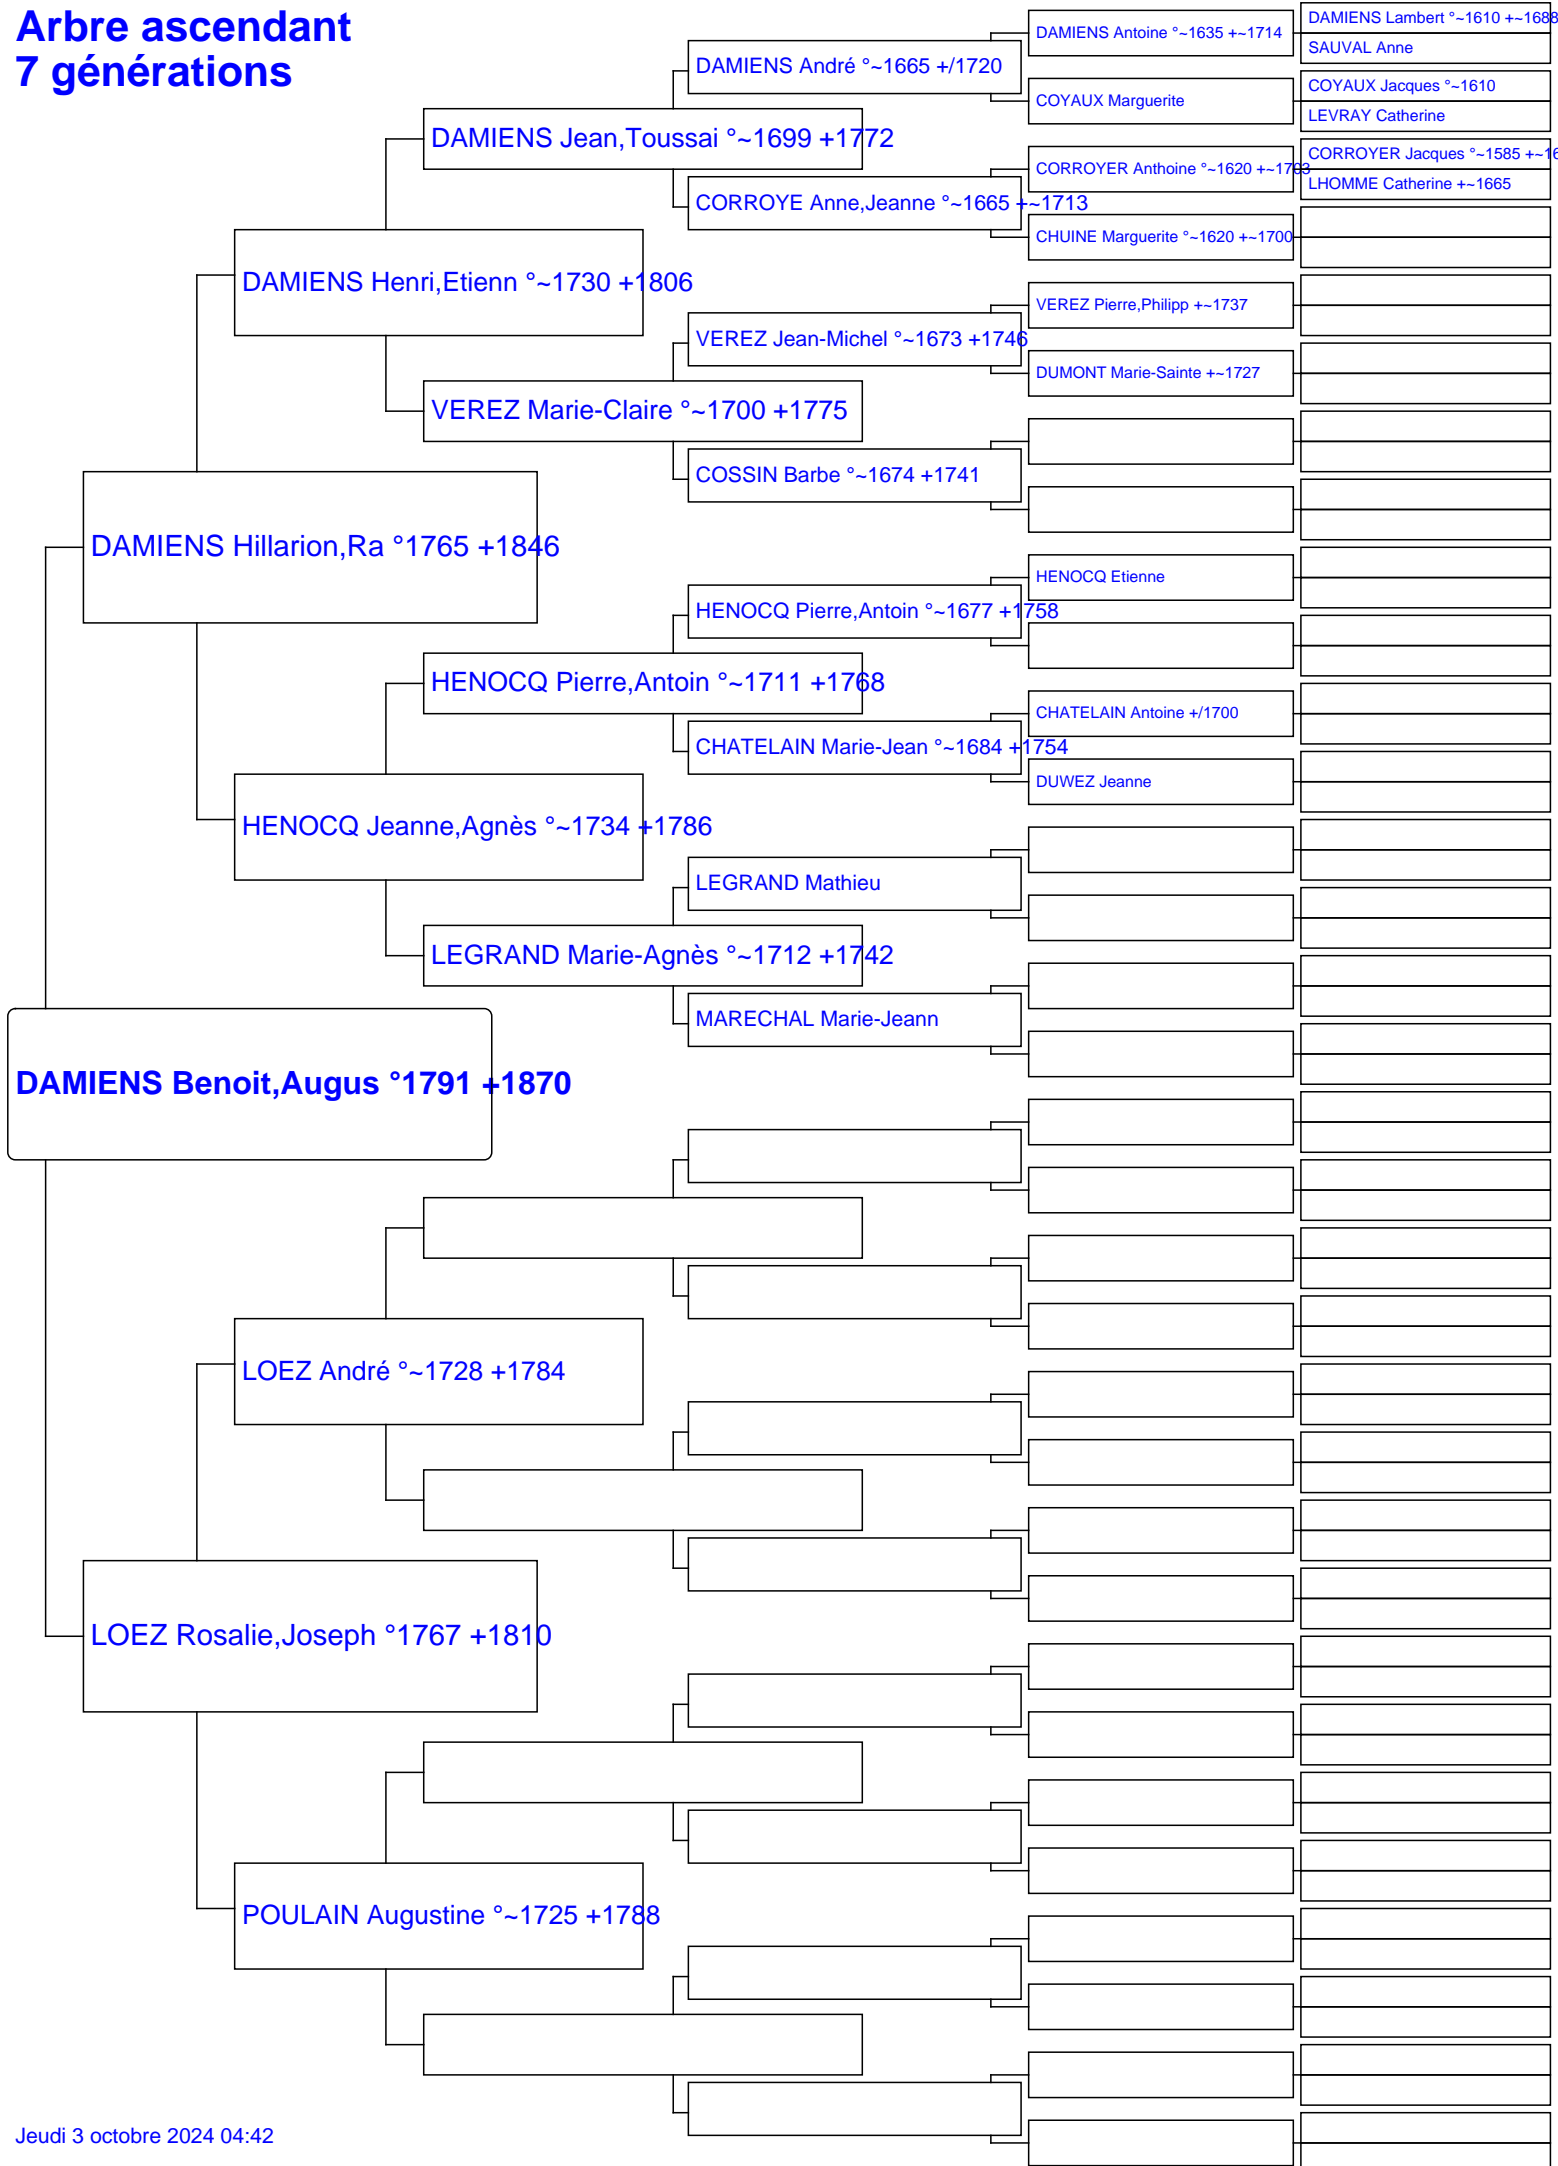 Arbre ascendant
7 générations
DAMIENS Benoit,Augus °1791 +1870
DAMIENS Hillarion,Ra °1765 +1846
LOEZ Rosalie,Joseph °1767 +1810
DAMIENS Henri,Etienn °~1730 +1806
HENOCQ Jeanne,Agnès °~1734 +1786
LOEZ André °~1728 +1784
POULAIN Augustine °~1725 +1788
DAMIENS Jean,Toussai °~1699 +1772
VEREZ Marie-Claire °~1700 +1775
HENOCQ Pierre,Antoin °~1711 +1768
LEGRAND Marie-Agnès °~1712 +1742
DAMIENS André °~1665 +/1720
CORROYE Anne,Jeanne °~1665 +~1713
VEREZ Jean-Michel °~1673 +1746
COSSIN Barbe °~1674 +1741
HENOCQ Pierre,Antoin °~1677 +1758
CHATELAIN Marie-Jean °~1684 +1754
LEGRAND Mathieu
MARECHAL Marie-Jeann
DAMIENS Antoine °~1635 +~1714
COYAUX Marguerite
CORROYER Anthoine °~1620 +~1703
CHUINE Marguerite °~1620 +~1700
VEREZ Pierre,Philipp +~1737
DUMONT Marie-Sainte +~1727
HENOCQ Etienne
CHATELAIN Antoine +/1700
DUWEZ Jeanne
DAMIENS Lambert °~1610 +~1688
SAUVAL Anne
COYAUX Jacques °~1610
LEVRAY Catherine
CORROYER Jacques °~1585
LHOMME Catherine +~1665
Jeudi 3 octobre 2024 04:42